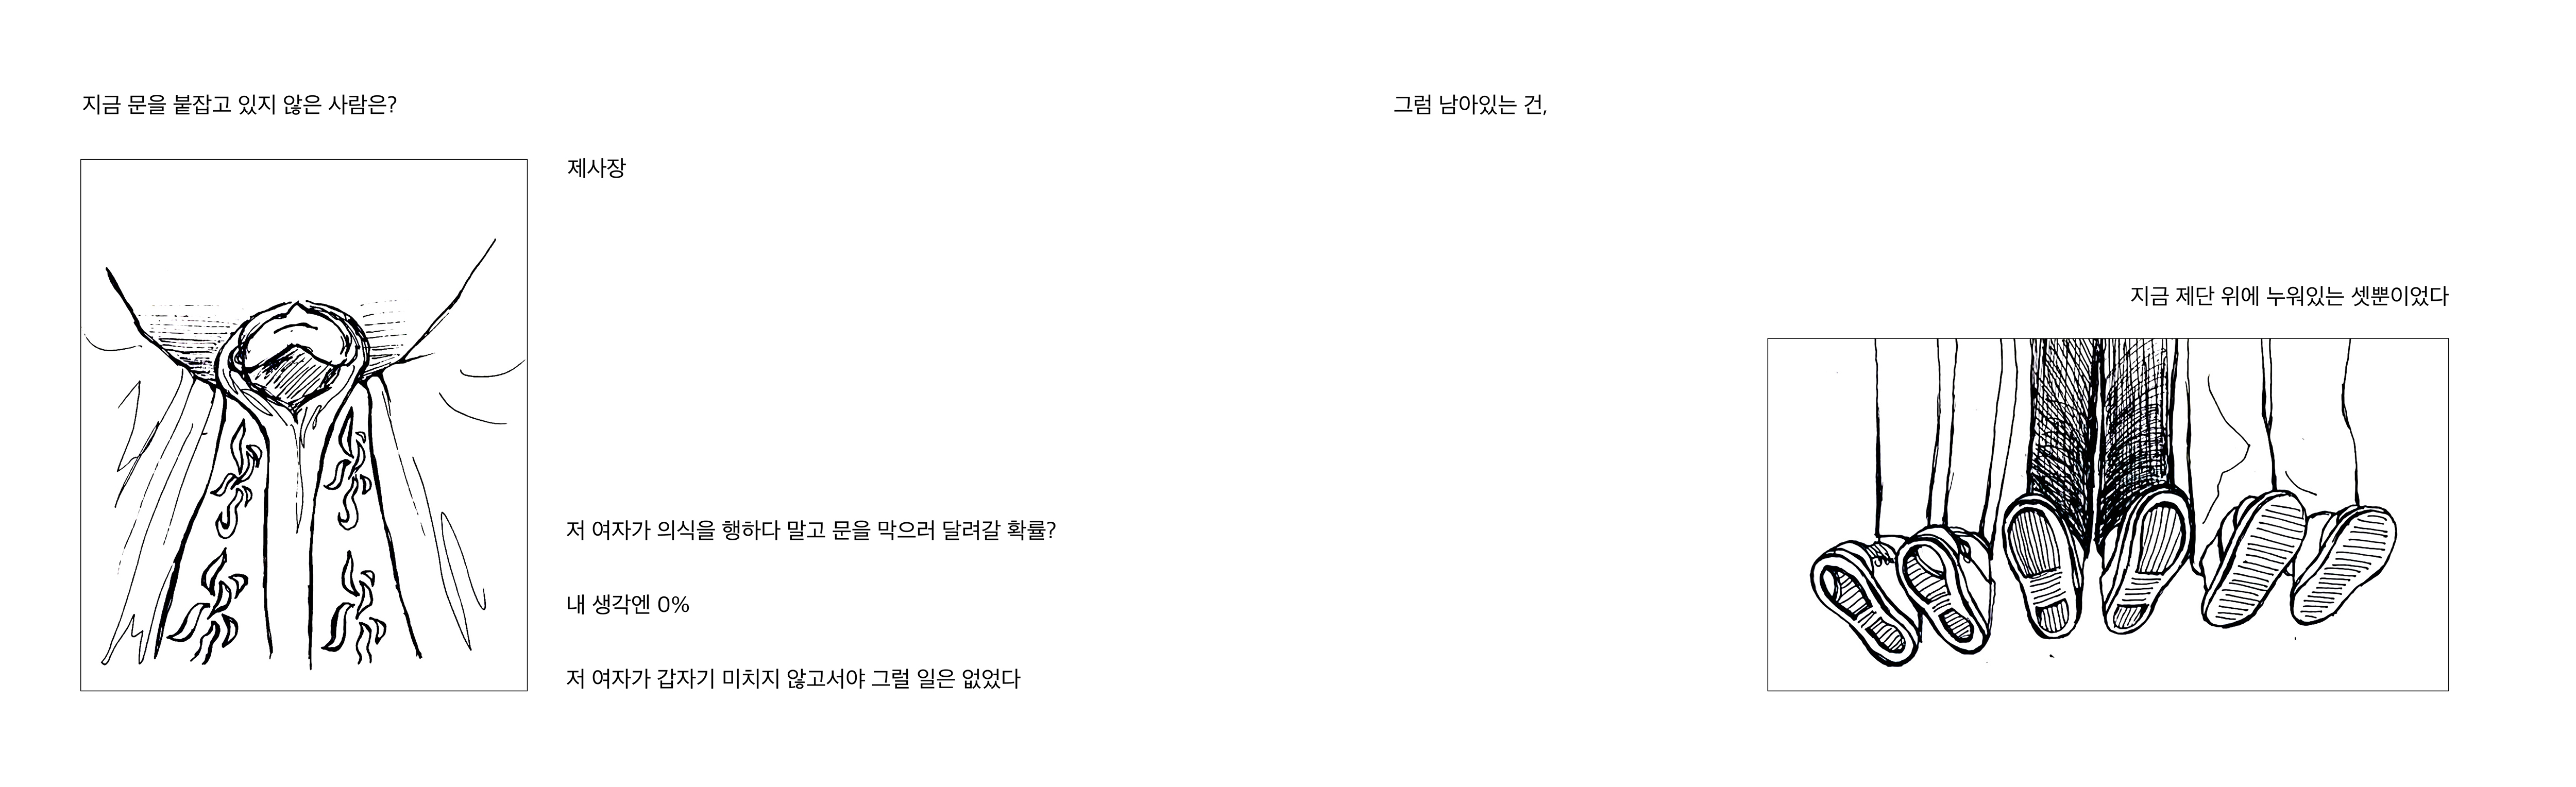 지금 문을 붙잡고 있지 않은 사람은?
제사장
저 여자가 의식을 행하다 말고 문을 막으러 달려갈 확률?
내 생각엔 0%
저 여자가 갑자기 미치지 않고서야 그럴 일은 없었다
그럼 남아있는 건,
지금 제단 위에 누워있는 셋뿐이었다